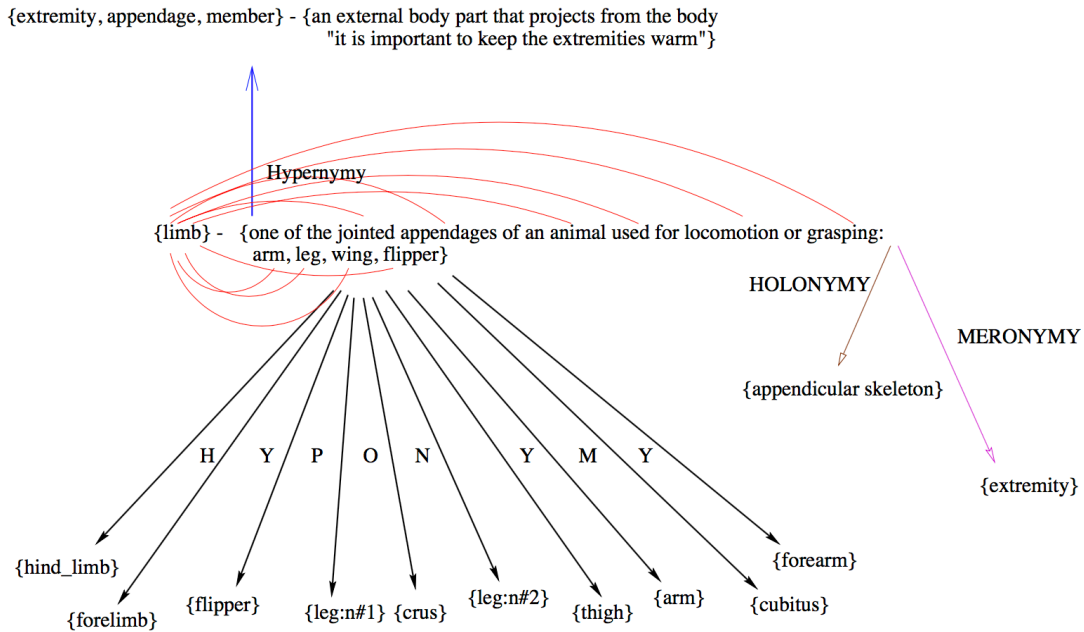 {extremity, appendage, member} - {an external body part that projects from the body
"it is important to keep the extremities warm"}
Hypernymy
{limb} - {one of the jointed appendages of an animal used for locomotion or grasping:
arm, leg, wing, flipper}
HOLONYMY
MERONYMY
{appendicular skeleton}
H Y P O N Y M Y
{extremity}
{hind_limb}
{forelimb}
{flipper}
{leg:n#1}
{crus}
{leg:n#2}
{thigh}
{arm}
{cubitus}
{forearm}